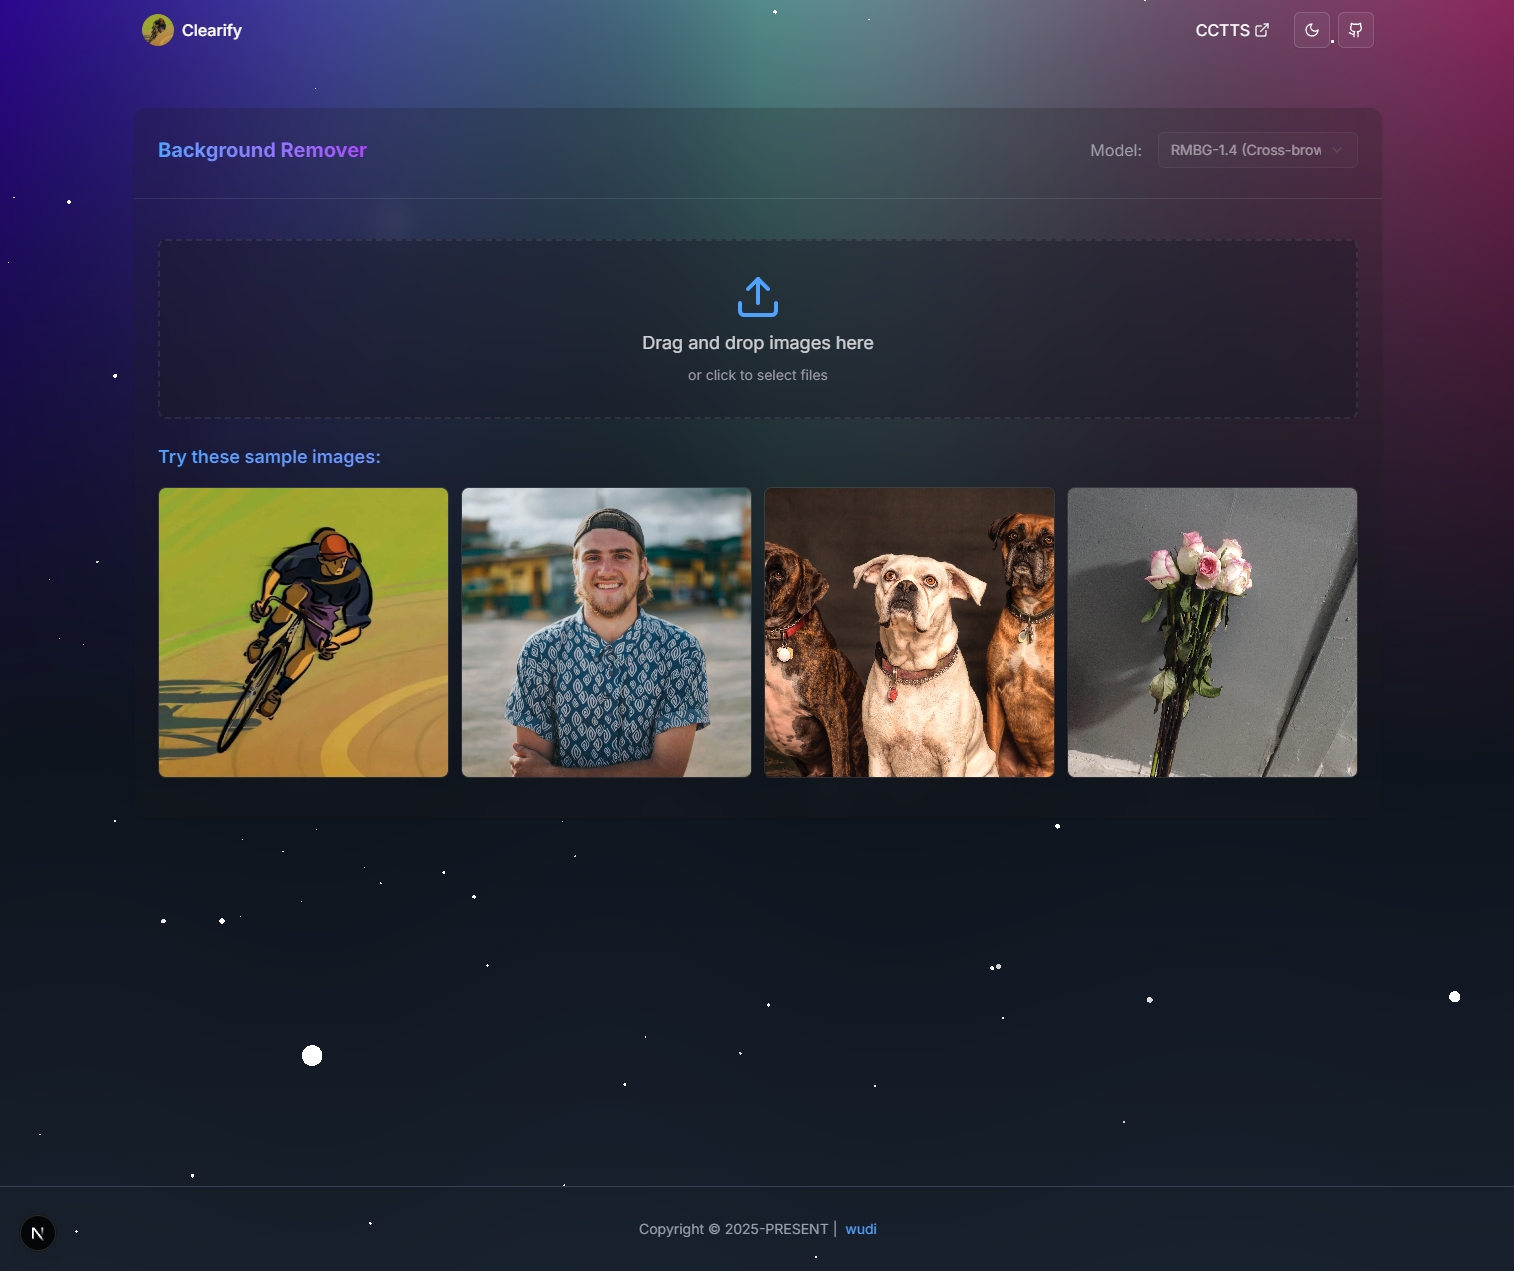 Clearify
CCTTS
Background Remover
Model:
RMBG-1.4 (Cross-brow
Drag and drop images here
or click to select files
Try these sample images:
N
Copyright © 2025-PRESENT | wudi